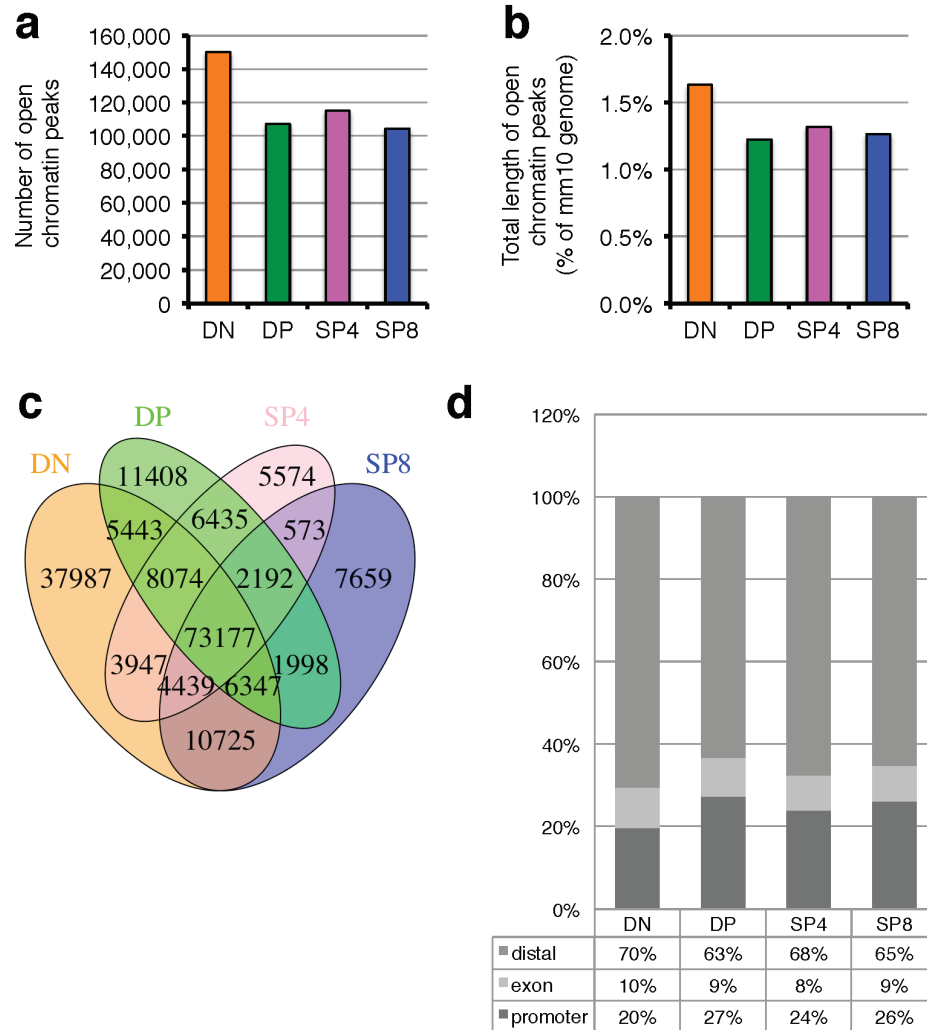 a
Number of open
chromatin peaks
160,000
140,000
120,000
100,000
80,000
60,000
40,000
20,000
0
DN DP SP4 SP8
b
Total length of open
chromatin peaks
(% of mm10 genome)
2.0%
1.5%
1.0%
0.5%
0.0%
DN DP SP4 SP8
c
DP SP4
DN SP8
11408 5574
5443 6435 573
37987 8074 2192 7659
73177
3947 1998
4439 6347
10725
d
120%
100%
80%
60%
40%
20%
0%
DN DP SP4 SP8
distal 70% 63% 68% 65%
exon 10% 9% 8% 9%
promoter 20% 27% 24% 26%